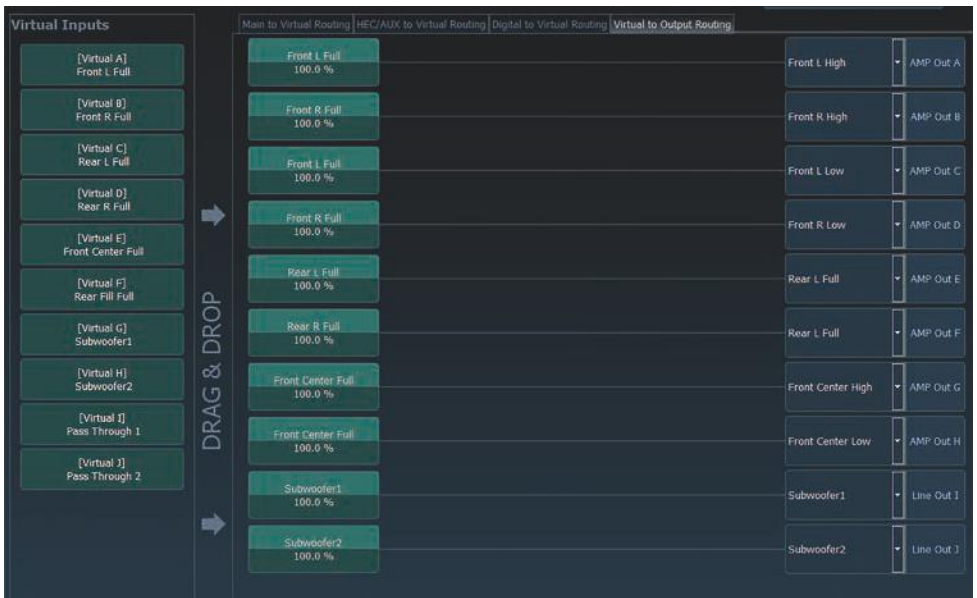 Virtual Inputs
[Virtual A]
Front L Full
[Virtual B]
Front R Full
[Virtual C]
Rear L Full
[Virtual D]
Rear R Full
[Virtual E]
Front Center Full
[Virtual F]
Rear Fill Full
[Virtual G]
Subwoofer1
[Virtual H]
Subwoofer2
[Virtual I]
Pass Through 1
[Virtual J]
Pass Through 2
DRAG & DROP
Main to Virtual Routing HEC/AUX to Virtual Routing Digital to Virtual Routing Virtual to Output Routing
Front L Full
100.0 %
Front L High AMP Out A
Front R Full
100.0 %
Front R High AMP Out B
Front L Full
100.0 %
Front L Low AMP Out C
Front R Full
100.0 %
Front R Low AMP Out D
Rear L Full
100.0 %
Rear L Full AMP Out E
Rear R Full
100.0 %
Rear L Full AMP Out F
Front Center Full
100.0 %
Front Center High AMP Out G
Front Center Full
100.0 %
Front Center Low AMP Out H
Subwoofer1
100.0 %
Subwoofer1 Line Out I
Subwoofer2
100.0 %
Subwoofer2 Line Out J